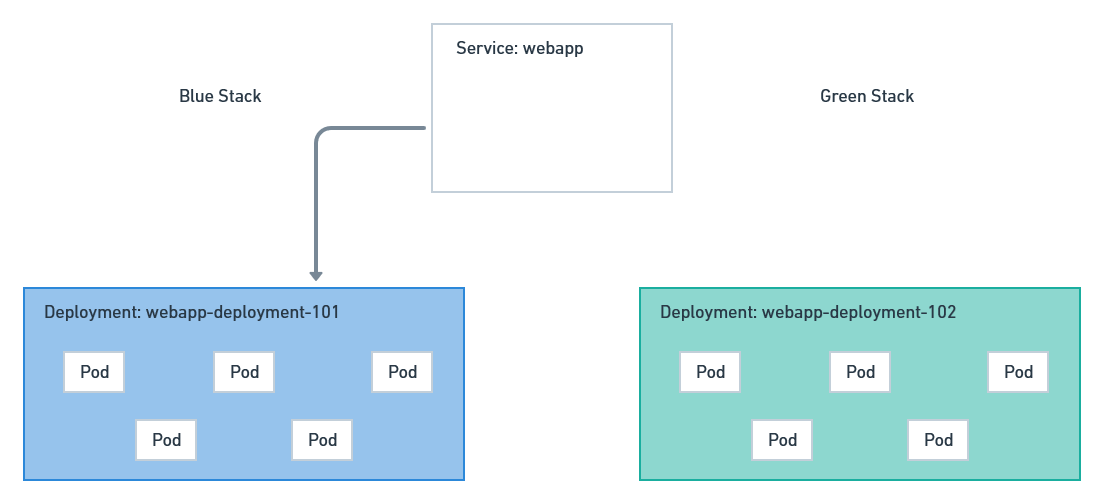 Service: webapp
Blue Stack
Green Stack
Deployment: webapp-deployment-101
Pod
Pod
Pod
Pod
Pod
Deployment: webapp-deployment-102
Pod
Pod
Pod
Pod
Pod